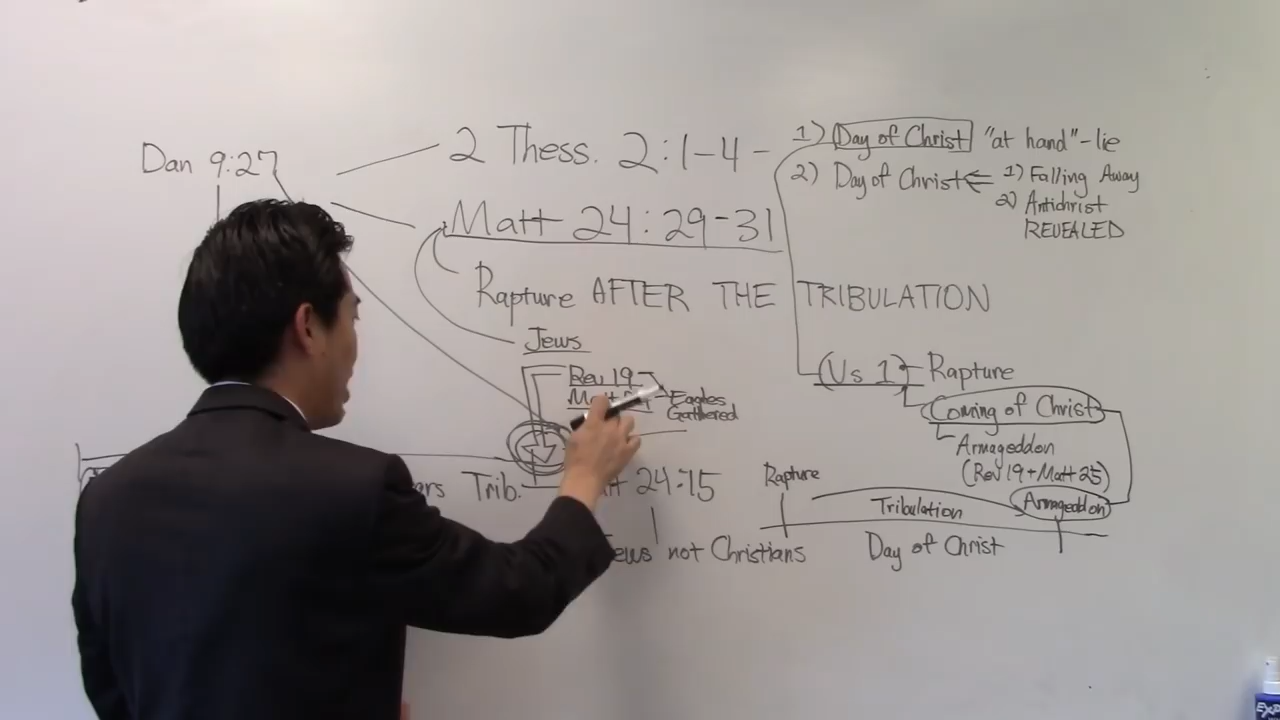 Dan 9:27
2 Thess. 2:1-4 -
1) Day of Christ "at hand"-lie
2) Day of Christ
1) Falling Away
2) Antichrist
REVEALED
Matt 24:29-31
Rapture AFTER THE TRIBULATION
Jews
Rev 19
Eagles
Gathered
(Vs 1) Rapture
Coming of Christ
Armageddon
(Rev 19+Matt 25)
Trib.
24:15
Rapture
Tribulation
Armageddon
not Christians
Day of Christ
EXP